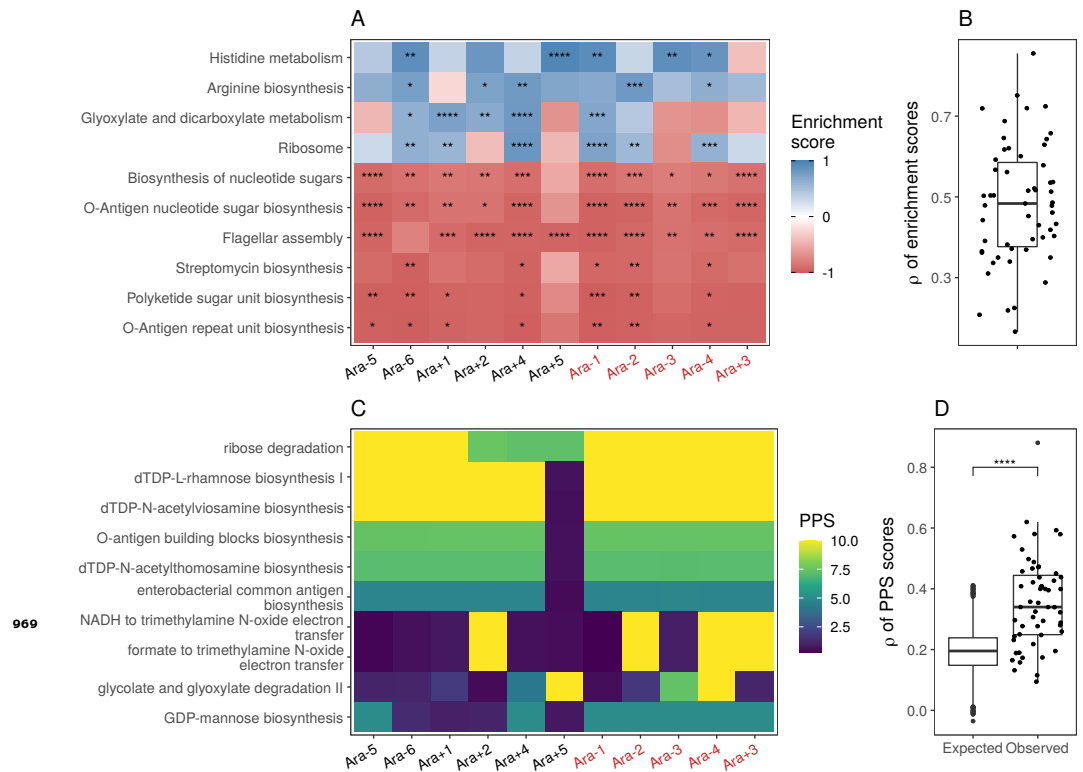 A
B
Histidine metabolism
** **** ** ** *
Arginine biosynthesis
* * ** *** *
Glyoxylate and dicarboxylate metabolism
* **** ** **** ***
Ribosome
** ** **** **** ** ***
Biosynthesis of nucleotide sugars
**** ** ** ** *** **** *** * * ****
O-Antigen nucleotide sugar biosynthesis
**** ** ** * **** **** **** ** *** ****
Flagellar assembly
**** *** **** **** **** **** **** ** ** ****
Streptomycin biosynthesis
** * * ** *
Polyketide sugar unit biosynthesis
** ** * * *** ** *
O-Antigen repeat unit biosynthesis
* * * * ** ** *
Ara-5 Ara-6 Ara+1 Ara+2 Ara+4 Ara+5 Ara-1 Ara-2 Ara-3 Ara-4 Ara+3
Enrichment
score
1
0
-1
ρ of enrichment scores
0.7
0.5
0.3
C
D
ribose degradation
dTDP-L-rhamnose biosynthesis I
dTDP-N-acetylviosamine biosynthesis
O-antigen building blocks biosynthesis
dTDP-N-acetylthomosamine biosynthesis
enterobacterial common antigen
biosynthesis
NADH to trimethylamine N-oxide electron
transfer
formate to trimethylamine N-oxide
electron transfer
glycolate and glyoxylate degradation II
GDP-mannose biosynthesis
Ara-5 Ara-6 Ara+1 Ara+2 Ara+4 Ara+5 Ara-1 Ara-2 Ara-3 Ara-4 Ara+3
PPS
10.0
7.5
5.0
2.5
ρ of PPS scores
0.8
0.6
0.4
0.2
0.0
****
Expected Observed
969